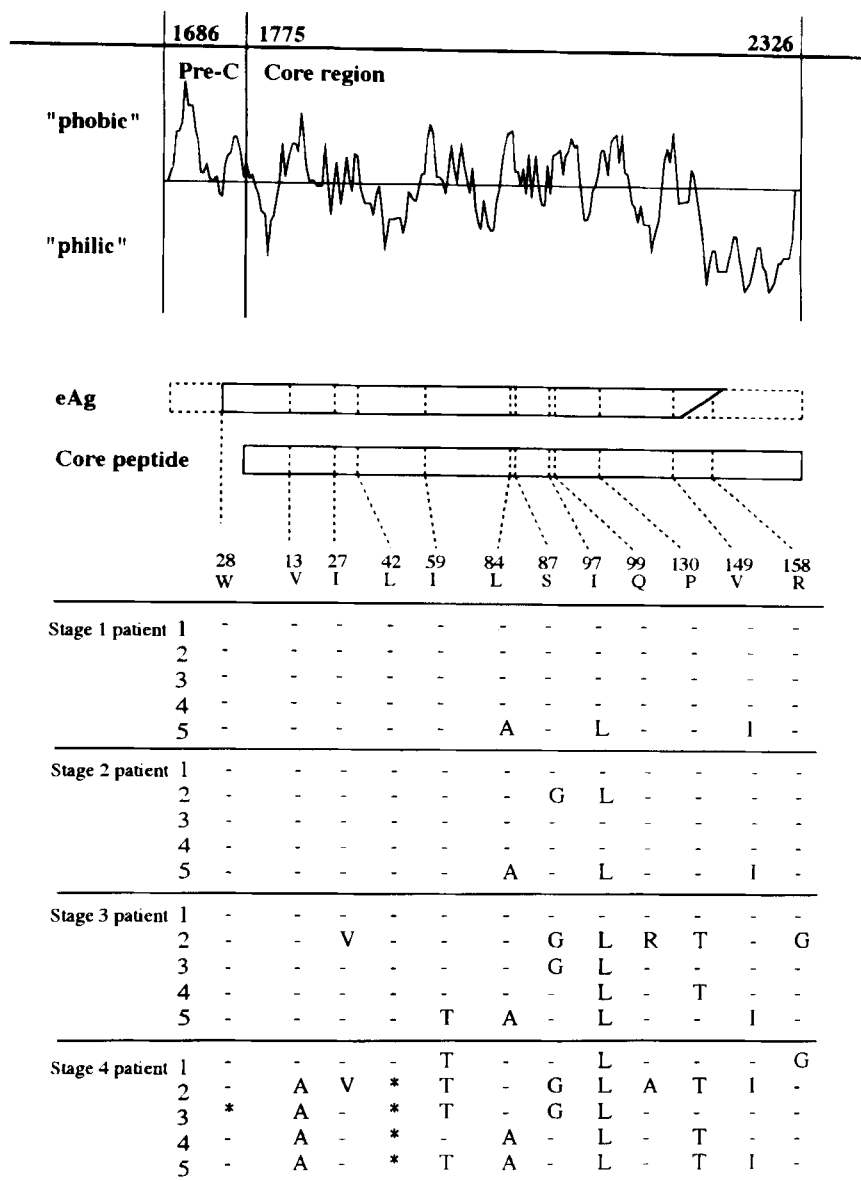 1686 1775 2326
Pre-C Core region
"phobic"
"philic"
eAg
Core peptide
28 13 27 42 59 84 87 97 99 130 149 158
W V I L I L S I Q P V R
Stage 1 patient 1 - - - - - - - - - - - -
2 - - - - - - - - - - - -
3 - - - - - - - - - - - -
4 - - - - - - - - - - - -
5 - - - - - A - L - - I -
Stage 2 patient 1 - - - - - - - - - - - -
2 - - - - - - G L - - - -
3 - - - - - - - - - - - -
4 - - - - - - - - - - - -
5 - - - - - A - L - - I -
Stage 3 patient 1 - - - - - - - - - - - -
2 - - V - - - G L R T - G
3 - - - - - - G L - - - -
4 - - - - - - - L - T - -
5 - - - - T A - L - - I -
Stage 4 patient 1 - - - - T - - L - - - G
2 - A V * T - G L A T I -
3 * A - * T - G L - - - -
4 - A - * - A - L - T - -
5 - A - * T A - L - T I -